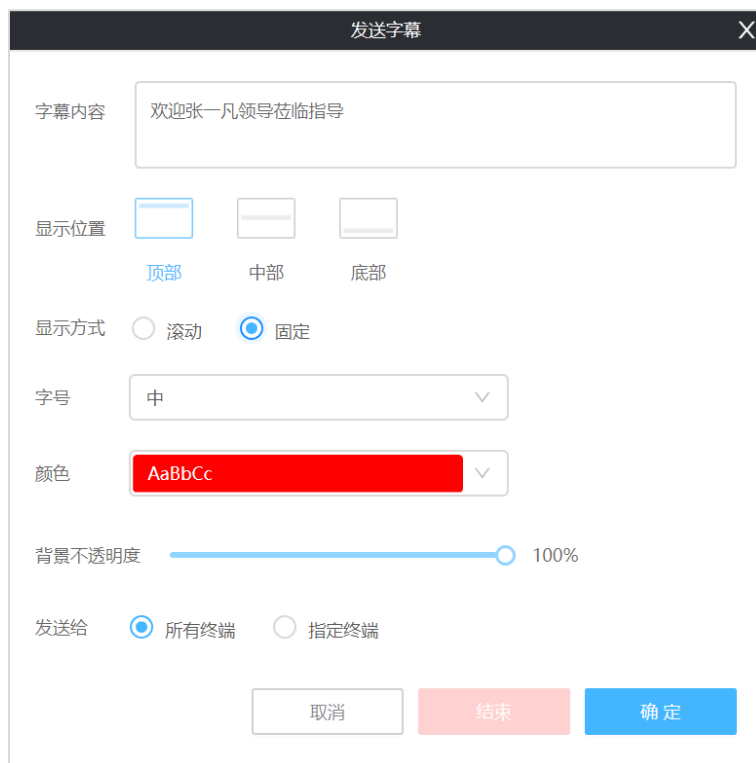 发送字幕 X
字幕内容 欢迎张一凡领导莅临指导
显示位置
顶部 中部 底部
显示方式 滚动 固定
字号 中
颜色 AaBbCc
背景不透明度 100%
发送给 所有终端 指定终端
取消 结束 确定